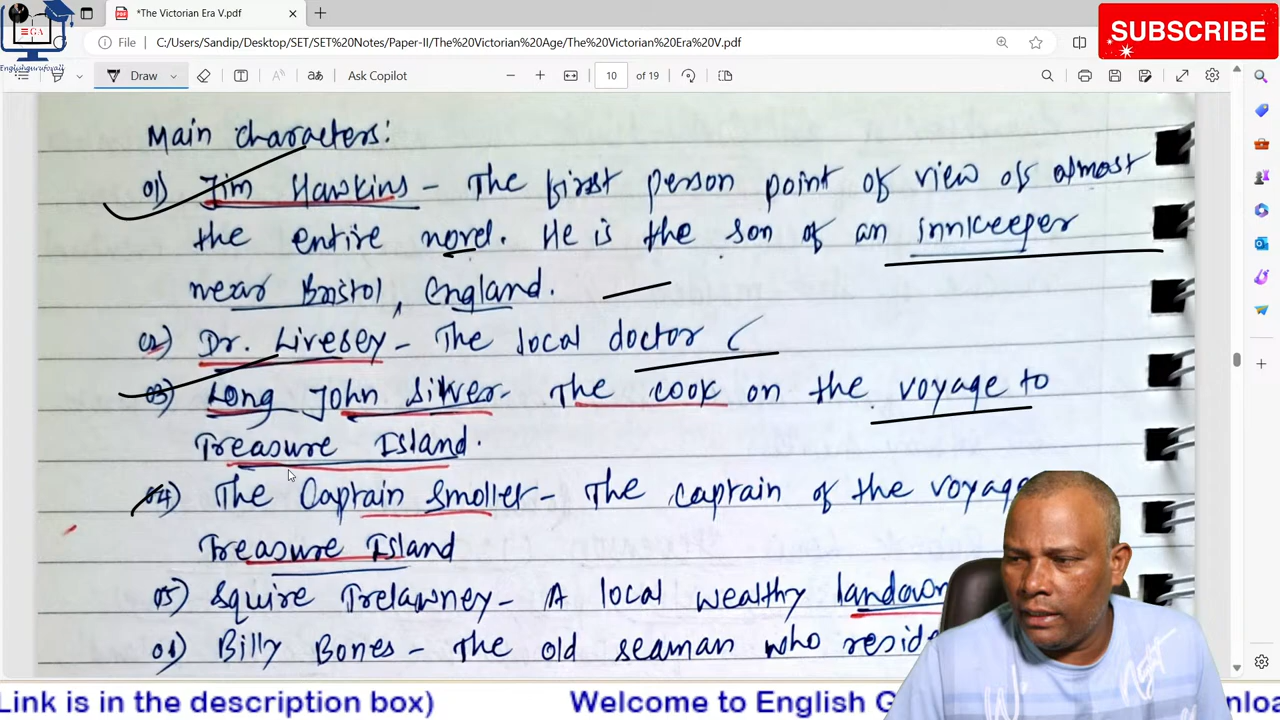 *The Victorian Era V.pdf
SUBSCRIBE
EGA
Englishguruforall
File
C:/Users/Sandip/Desktop/SET/SET%20Notes/Paper-II/The%20Victorian%20Age/The%20Victorian%20Era%20V.pdf
Draw
Ask Copilot
10 of 19
Main characters:
01) Jim Hawkins - The first person point of view of almost
the entire novel. He is the son of an innkeeper
near Bristol, England.
02) Dr. Livesey - The local doctor (
03) Long John Silver - The cook on the voyage to
Treasure Island.
04) The Captain Smollet - The captain of the voyage
Treasure Island
05) Squire Trelawney - A local wealthy landown
06) Billy Bones - The old seaman who resid
Link is in the description box) Welcome to English G